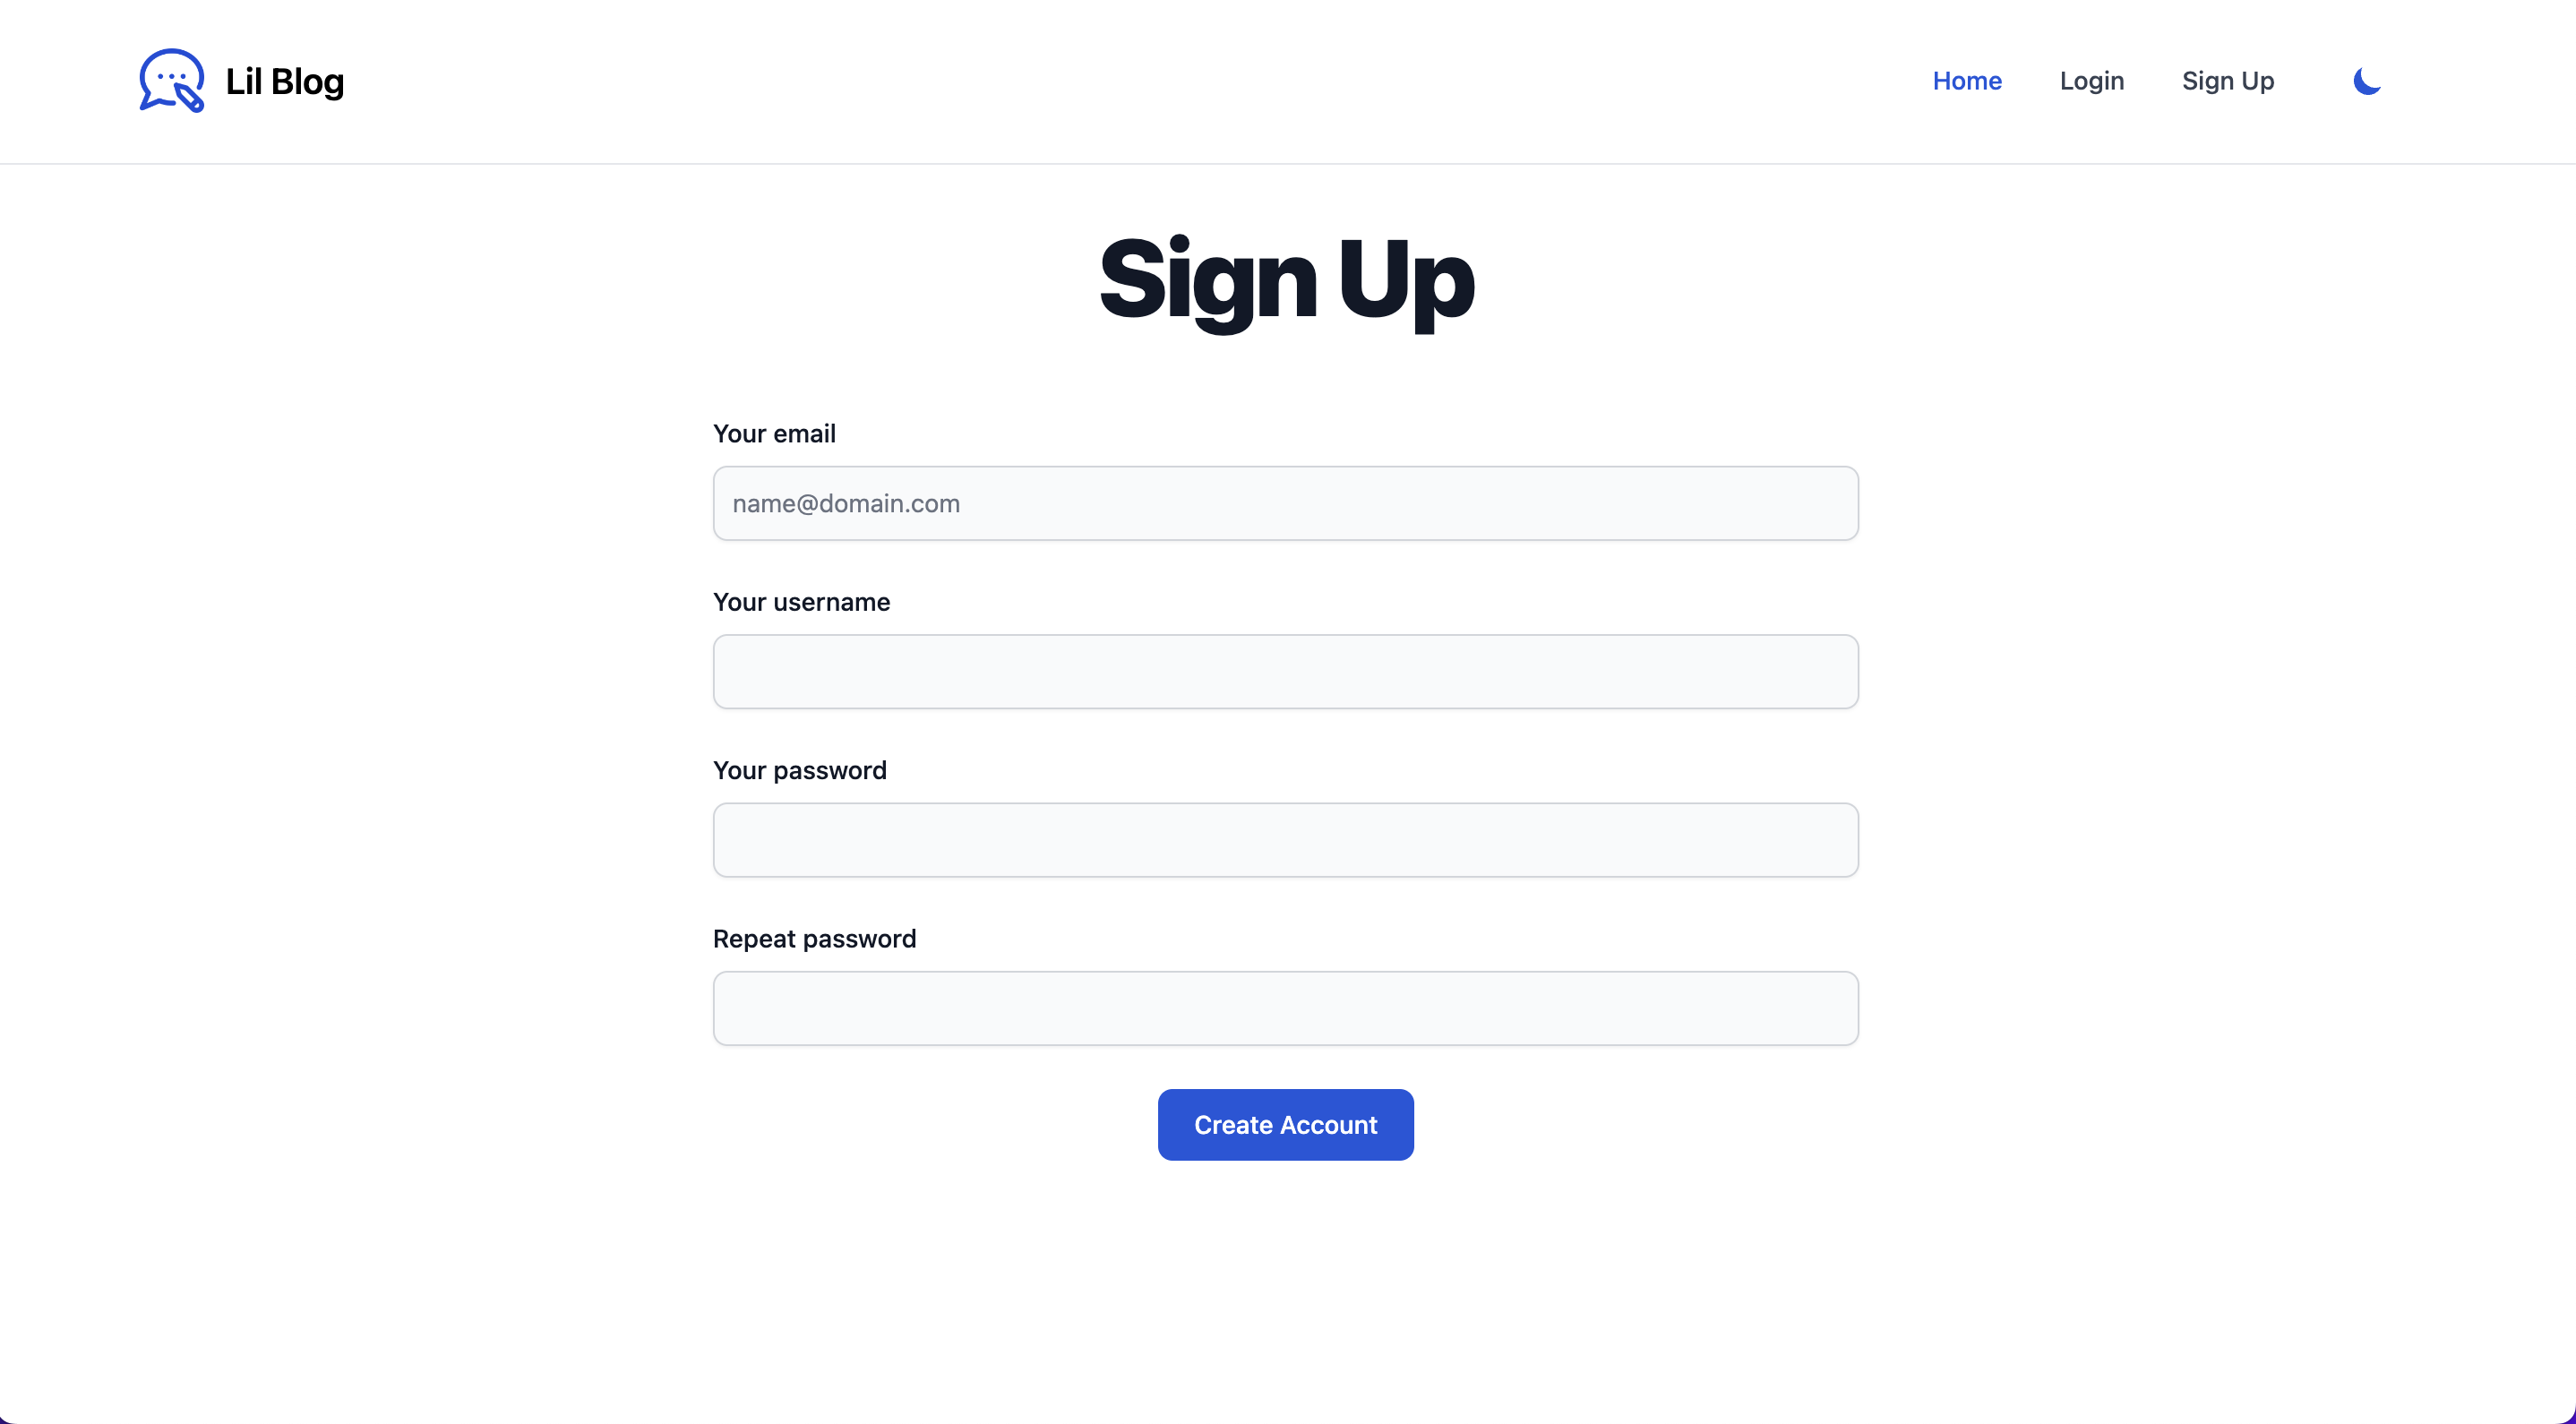 Lil Blog
Home
Login
Sign Up
Sign Up
Your email
name@domain.com
Your username
Your password
Repeat password
Create Account